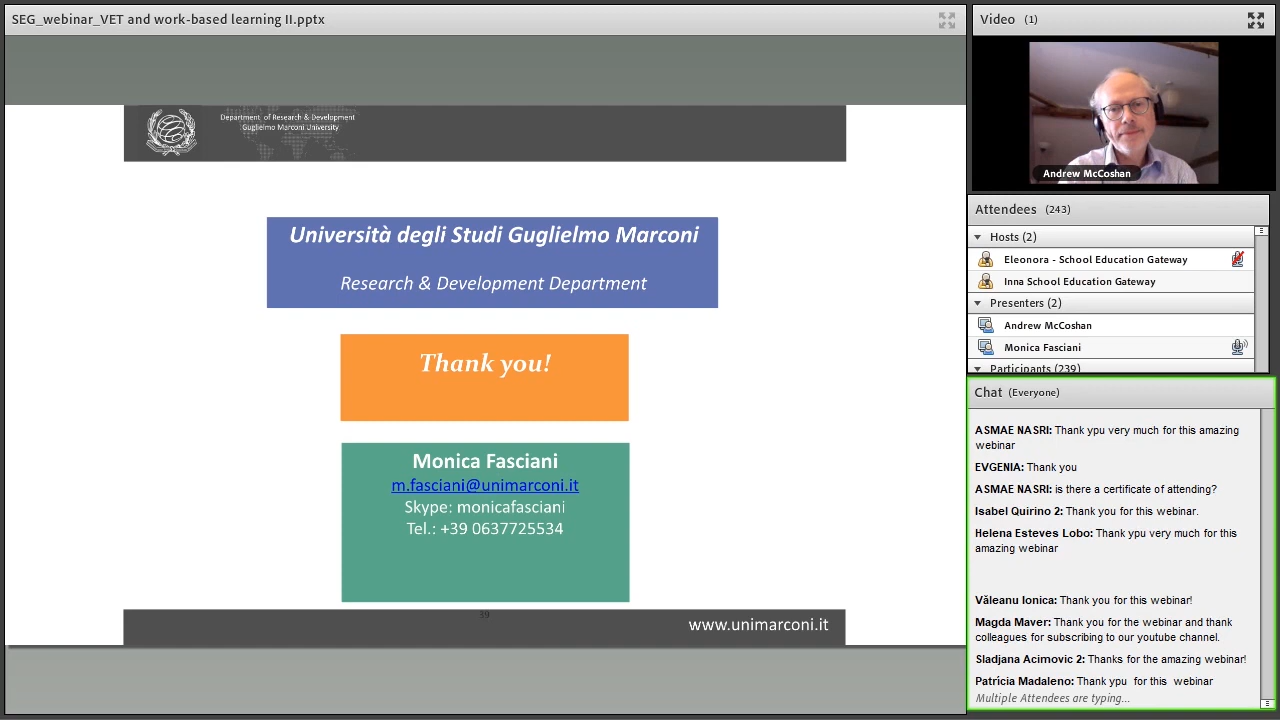 SEG_webinar_VET and work-based learning II.pptx
Department of Research & Development
Guglielmo Marconi University
Università degli Studi Guglielmo Marconi
Research & Development Department
Thank you!
Monica Fasciani
m.fasciani@unimarconi.it
Skype: monicafasciani
Tel.: +39 0637725534
19
www.unimarconi.it
Video (1)
Andrew McCoshan
Attendees (243)
Hosts (2)
Eleonora - School Education Gateway
Inna School Education Gateway
Presenters (2)
Andrew McCoshan
Monica Fasciani
Participants (239)
Chat (Everyone)
ASMAE NASRI: Thank ypu very much for this amazing
webinar
EVGENIA: Thank you
ASMAE NASRI: is there a certificate of attending?
Isabel Quirino 2: Thank you for this webinar.
Helena Esteves Lobo: Thank ypu very much for this
amazing webinar
Văleanu Ionica: Thank you for this webinar!
Magda Maver: Thank you for the webinar and thank
colleagues for subscribing to our youtube channel.
Sladjana Acimovic 2: Thanks for the amazing webinar!
Patrícia Madaleno: Thank ypu for this webinar
Multiple Attendees are typing...